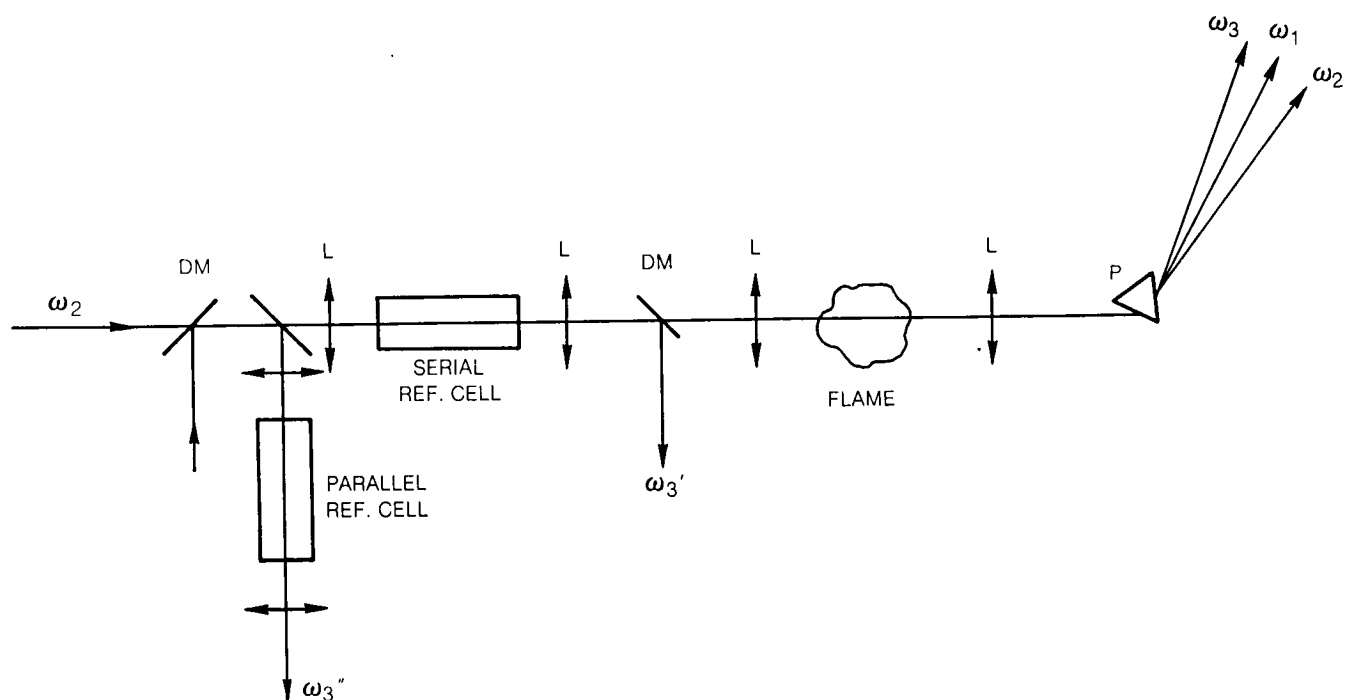 ω3
ω1
ω2
L
L
DM
L
L
DM
P
ω2
SERIAL
REF. CELL
FLAME
ω3′
PARALLEL
REF. CELL
ω3″